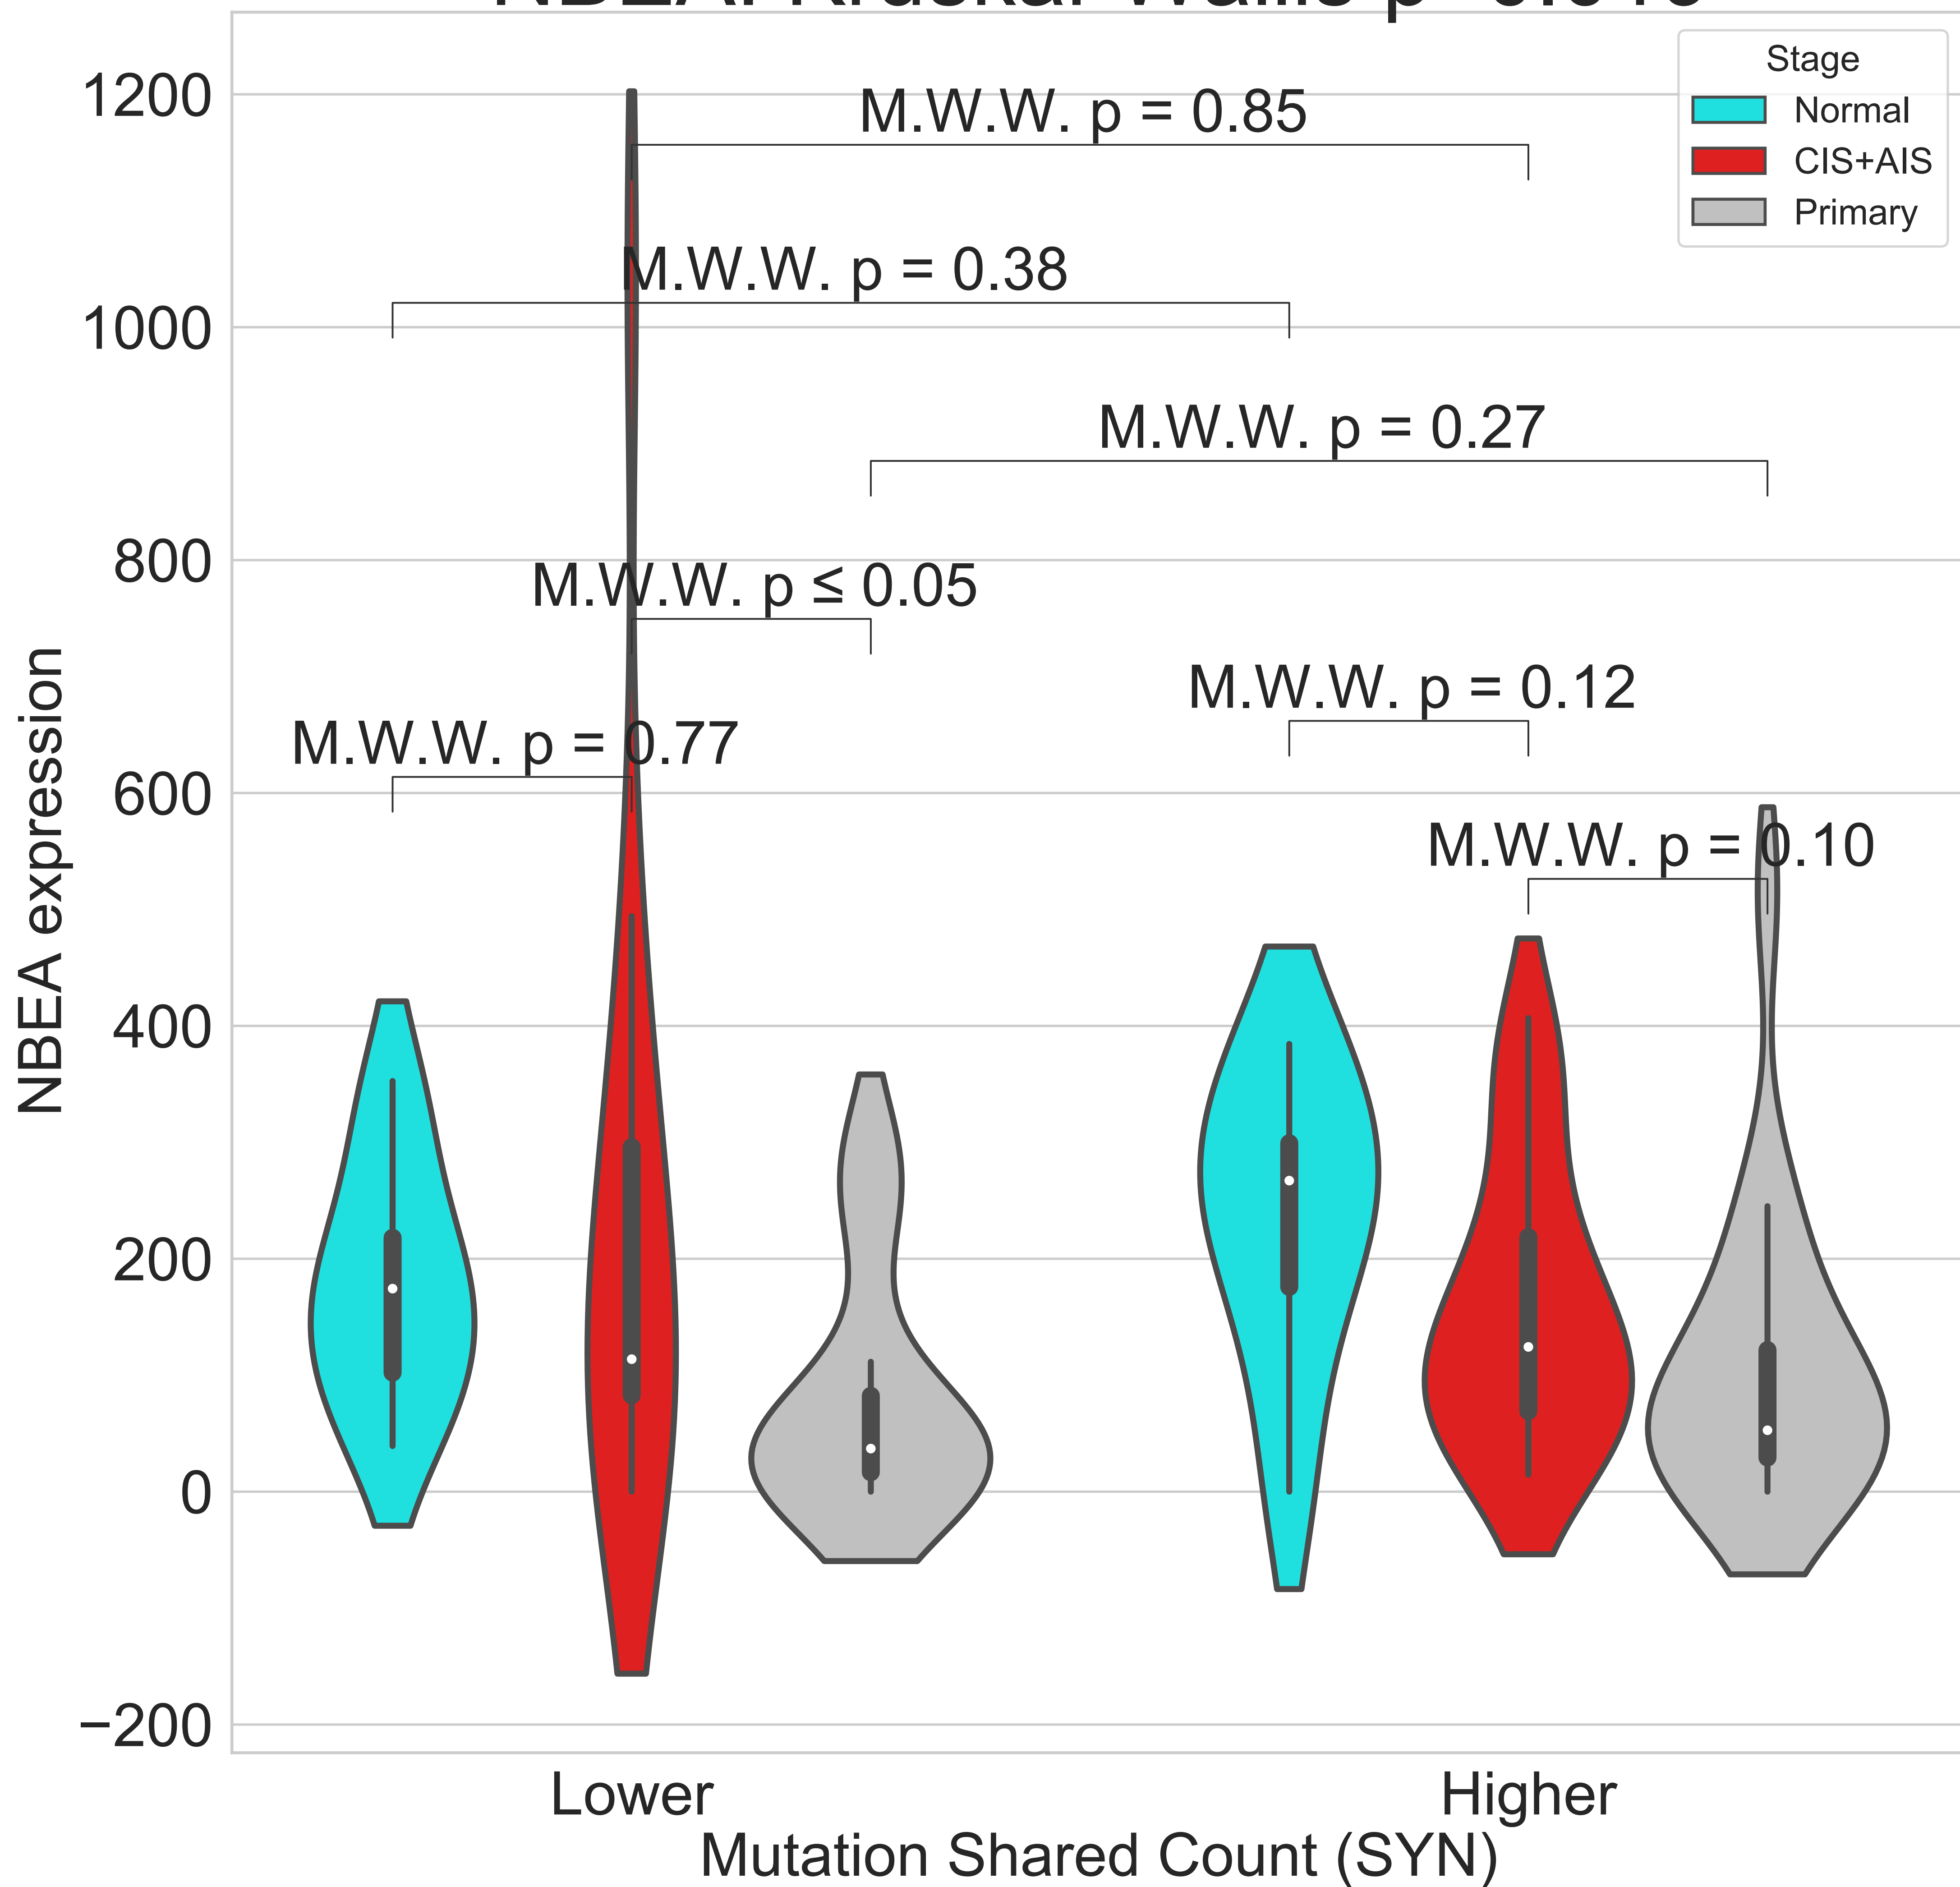 Stage
Normal
CIS+AIS
Primary
M.W.W. p = 0.85
M.W.W. p = 0.38
M.W.W. p = 0.27
M.W.W. p ≤ 0.05
M.W.W. p = 0.12
M.W.W. p = 0.77
M.W.W. p = 0.10
1200
1000
800
600
400
200
0
−200
NBEA expression
Lower
Higher
Mutation Shared Count (SYN)